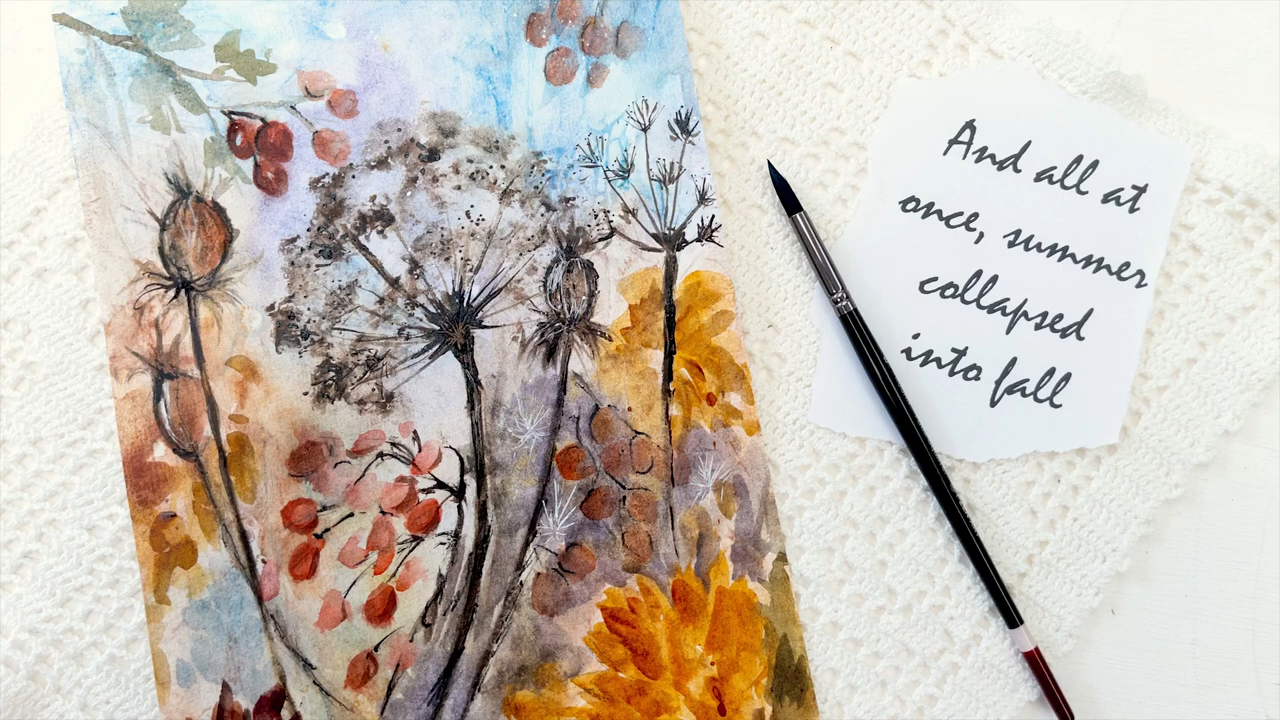 And all at
once, summer
collapsed
into fall